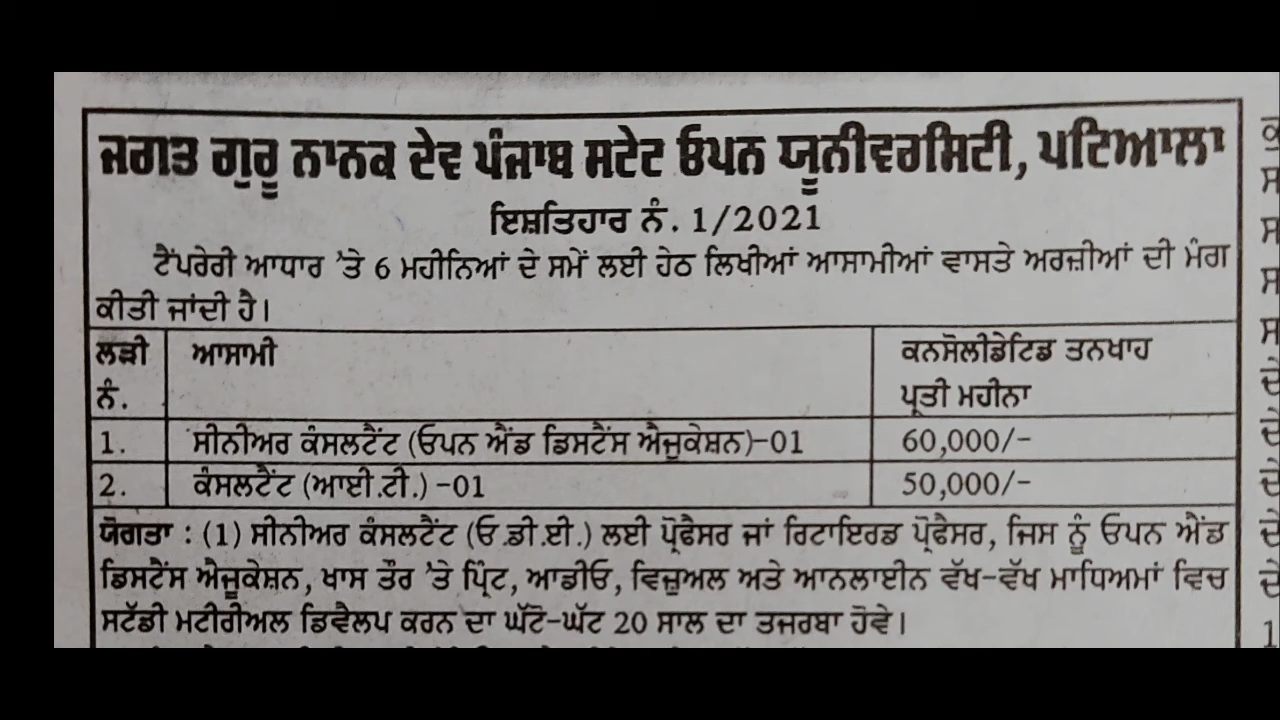 ਜਗਤ ਗੁਰੂ ਨਾਨਕ ਦੇਵ ਪੰਜਾਬ ਸਟੇਟ ਓਪਨ ਯੂਨੀਵਰਸਿਟੀ, ਪਟਿਆਲਾ
ਇਸ਼ਤਿਹਾਰ ਨੰ. 1/2021
ਟੈਂਪਰੇਰੀ ਆਧਾਰ ’ਤੇ 6 ਮਹੀਨਿਆਂ ਦੇ ਸਮੇਂ ਲਈ ਹੇਠ ਲਿਖੀਆਂ ਆਸਾਮੀਆਂ ਵਾਸਤੇ ਅਰਜ਼ੀਆਂ ਦੀ ਮੰਗ
ਕੀਤੀ ਜਾਂਦੀ ਹੈ।
ਲੜੀ ਨੰ. ਆਸਾਮੀ ਕਨਸੋਲੀਡੇਟਿਡ ਤਨਖਾਹ ਪ੍ਰਤੀ ਮਹੀਨਾ
1. ਸੀਨੀਅਰ ਕੰਸਲਟੈਂਟ (ਓਪਨ ਐਂਡ ਡਿਸਟੈਂਸ ਐਜੂਕੇਸ਼ਨ)-01 60,000/-
2. ਕੰਸਲਟੈਂਟ (ਆਈ.ਟੀ.) -01 50,000/-
ਯੋਗਤਾ : (1) ਸੀਨੀਅਰ ਕੰਸਲਟੈਂਟ (ਓ.ਡੀ.ਈ.) ਲਈ ਪ੍ਰੋਫੈਸਰ ਜਾਂ ਰਿਟਾਇਰਡ ਪ੍ਰੋਫੈਸਰ, ਜਿਸ ਨੂੰ ਓਪਨ ਐਂਡ
ਡਿਸਟੈਂਸ ਐਜੂਕੇਸ਼ਨ, ਖਾਸ ਤੌਰ ’ਤੇ ਪ੍ਰਿੰਟ, ਆਡੀਓ, ਵਿਜ਼ੁਅਲ ਅਤੇ ਆਨਲਾਈਨ ਵੱਖ-ਵੱਖ ਮਾਧਿਅਮਾਂ ਵਿਚ
ਸਟੱਡੀ ਮਟੀਰੀਅਲ ਡਿਵੈਲਪ ਕਰਨ ਦਾ ਘੱਟੋ-ਘੱਟ 20 ਸਾਲ ਦਾ ਤਜਰਬਾ ਹੋਵੇ।